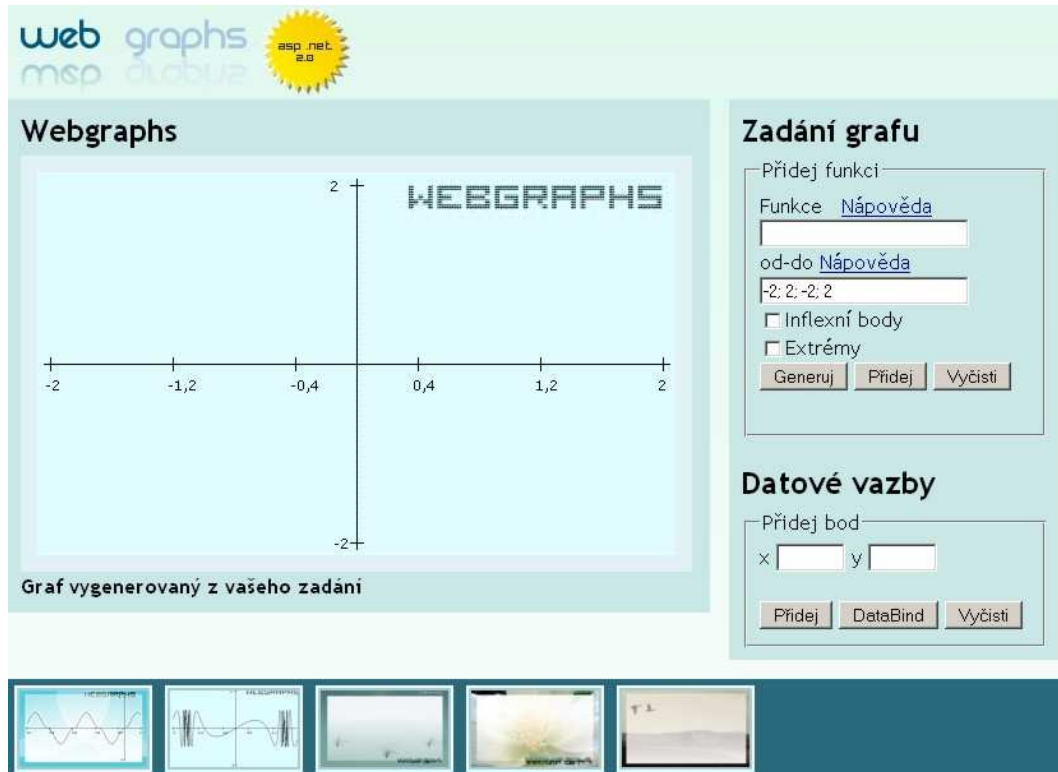 web graphs
asp .net
2.0
Webgraphs
2
WEBGRAPHS
-2
-1,2
-0,4
0,4
1,2
2
-2
Graf vygenerovaný z vašeho zadání
Zadání grafu
Přidej funkci
Funkce Nápověda
od-do Nápověda
-2; 2; -2; 2
Inflexní body
Extrémy
Generuj Přidej Vyčisti
Datové vazby
Přidej bod
x y
Přidej DataBind Vyčisti
WEBGRAPHS
WEBGRAPHS